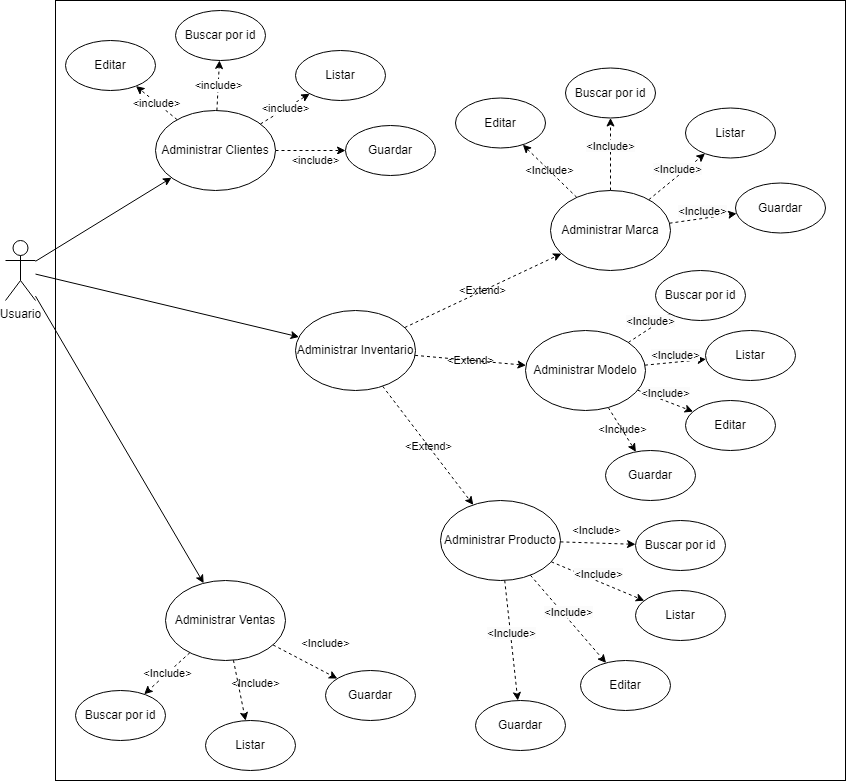 Buscar por id
Editar
Listar
<include>
<include>
<include>
Administrar Clientes
Guardar
<include>
Buscar por id
Editar
Listar
<Include>
<Include>
<Include>
Guardar
<Include>
Administrar Marca
Usuario
<Extend>
Administrar Inventario
<Extend>
<Extend>
Buscar por id
<Include>
Listar
<Include>
Administrar Modelo
<Include>
Editar
<Include>
Guardar
Administrar Producto
<Include>
Buscar por id
<Include>
Listar
<Include>
Editar
<Include>
Guardar
Administrar Ventas
<Include>
<Include>
<Include>
Guardar
Buscar por id
Listar